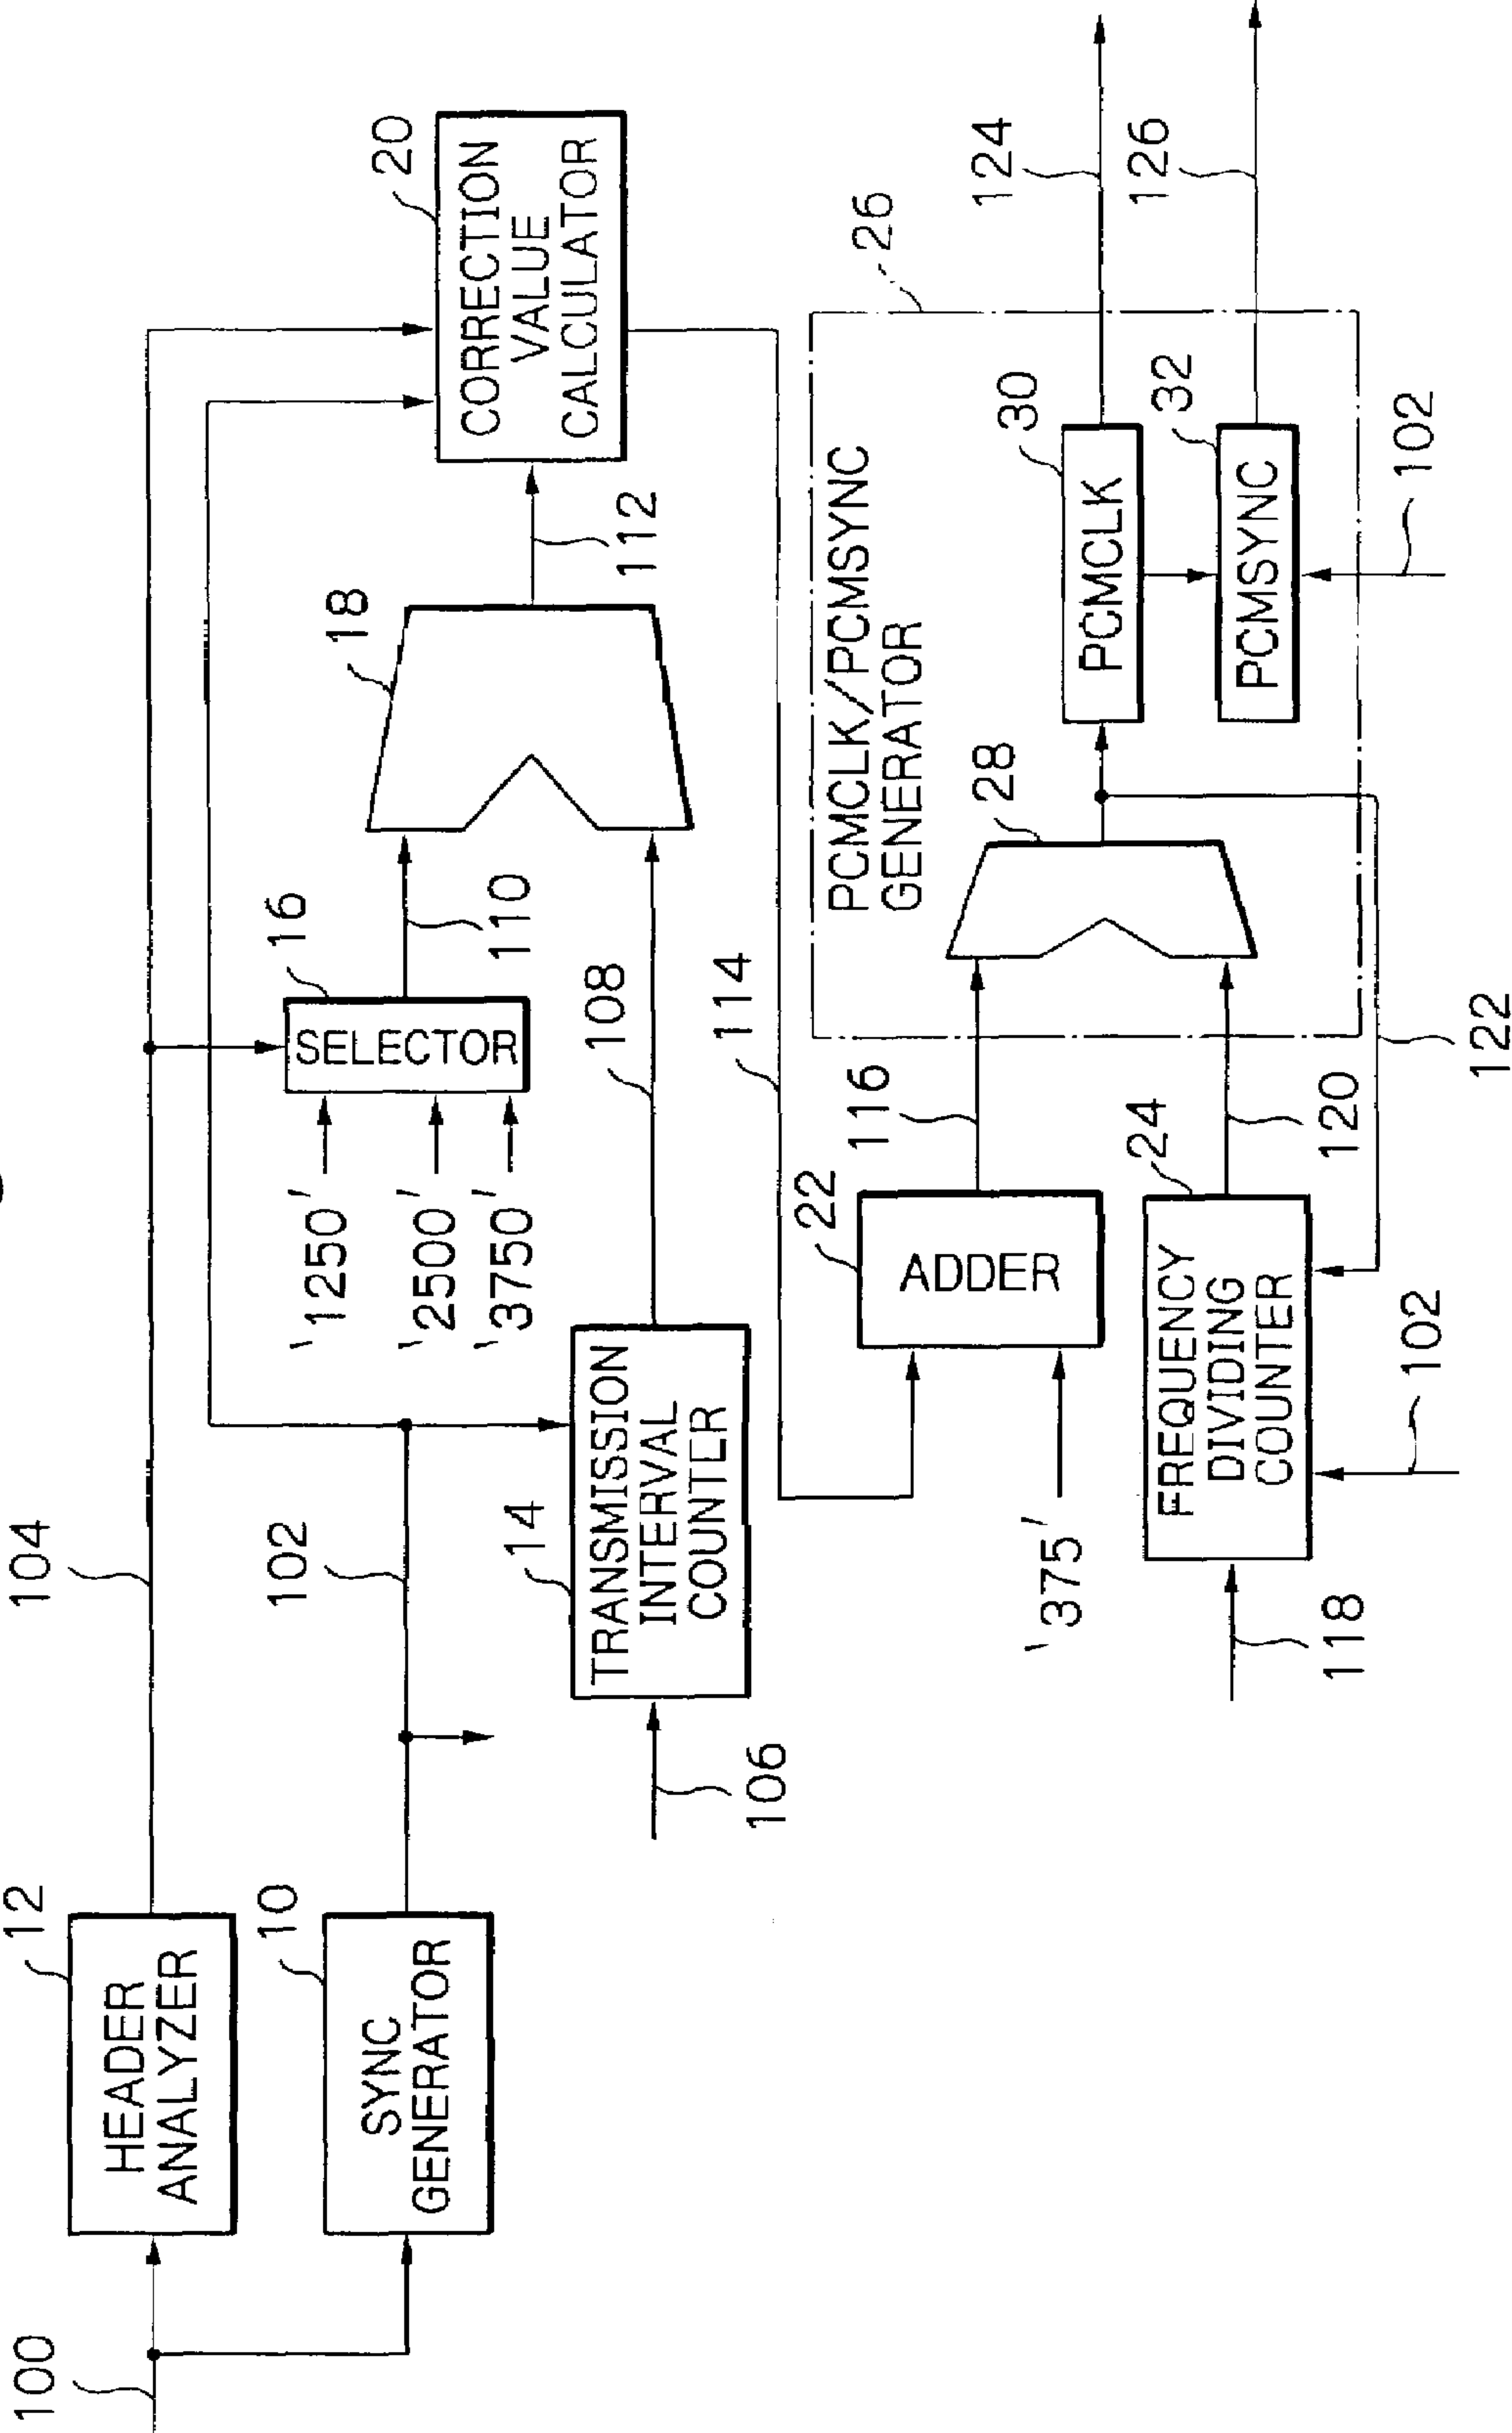 100
104
12
HEADER
ANALYZER
102
10
SYNC
GENERATOR
106
14
TRANSMISSION
INTERVAL
COUNTER
16
SELECTOR
'1250'
'2500'
'3750'
108
110
18
112
20
CORRECTION
VALUE
CALCULATOR
114
22
ADDER
'375'
116
24
FREQUENCY
DIVIDING
COUNTER
118
102
120
122
PCMCLK/PCMSYNC
GENERATOR
26
28
30
PCMCLK
32
PCMSYNC
102
124
126